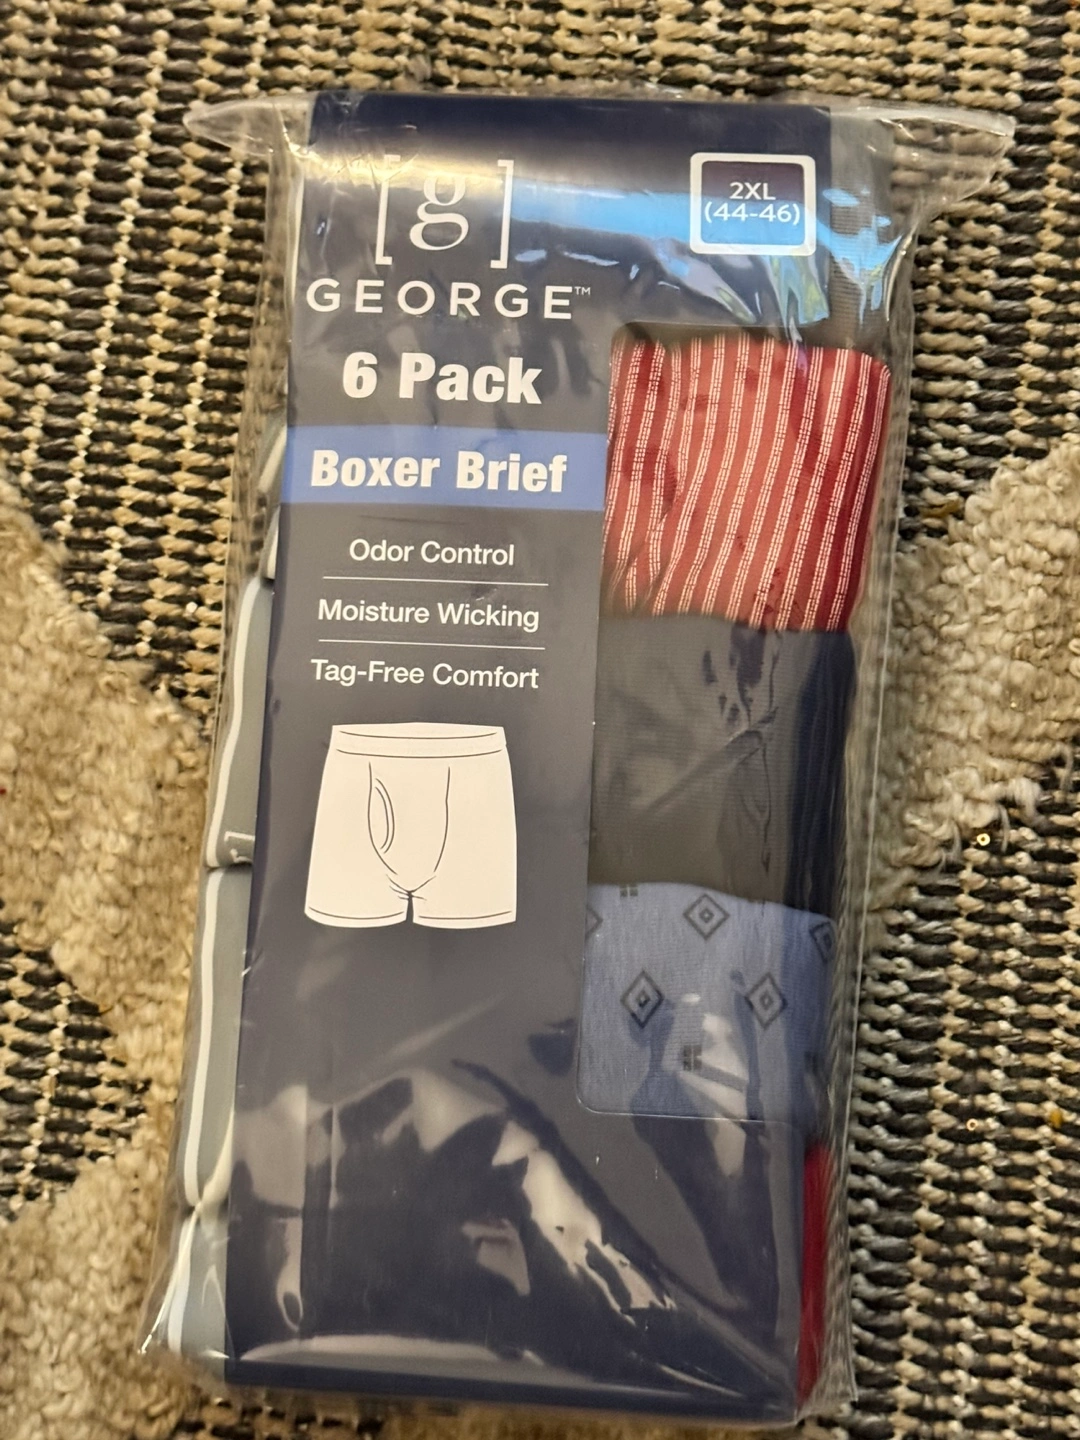 [g]
GEORGE™
2XL
(44-46)
6 Pack
Boxer Brief
Odor Control
Moisture Wicking
Tag-Free Comfort